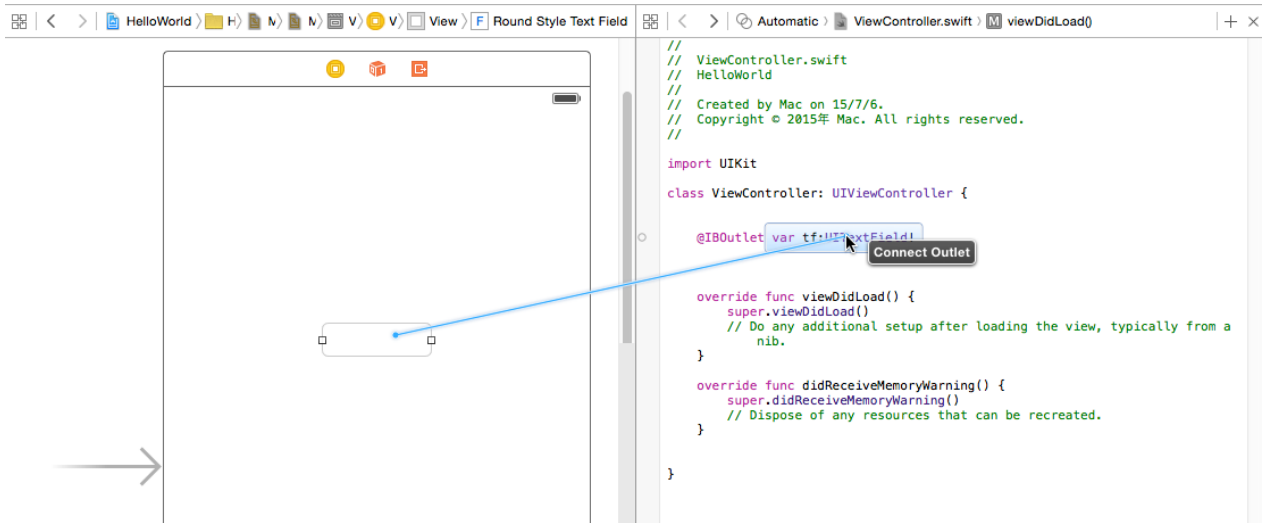 HelloWorld H) M) M) V) V) View F Round Style Text Field
Automatic ViewController.swift M viewDidLoad()
//
// ViewController.swift
// HelloWorld
//
// Created by Mac on 15/7/6.
// Copyright © 2015年 Mac. All rights reserved.
//
import UIKit
class ViewController: UIViewController {
@IBOutlet var tf:UITextField!
Connect Outlet
override func viewDidLoad() {
super.viewDidLoad()
// Do any additional setup after loading the view, typically from a
nib.
}
override func didReceiveMemoryWarning() {
super.didReceiveMemoryWarning()
// Dispose of any resources that can be recreated.
}
}